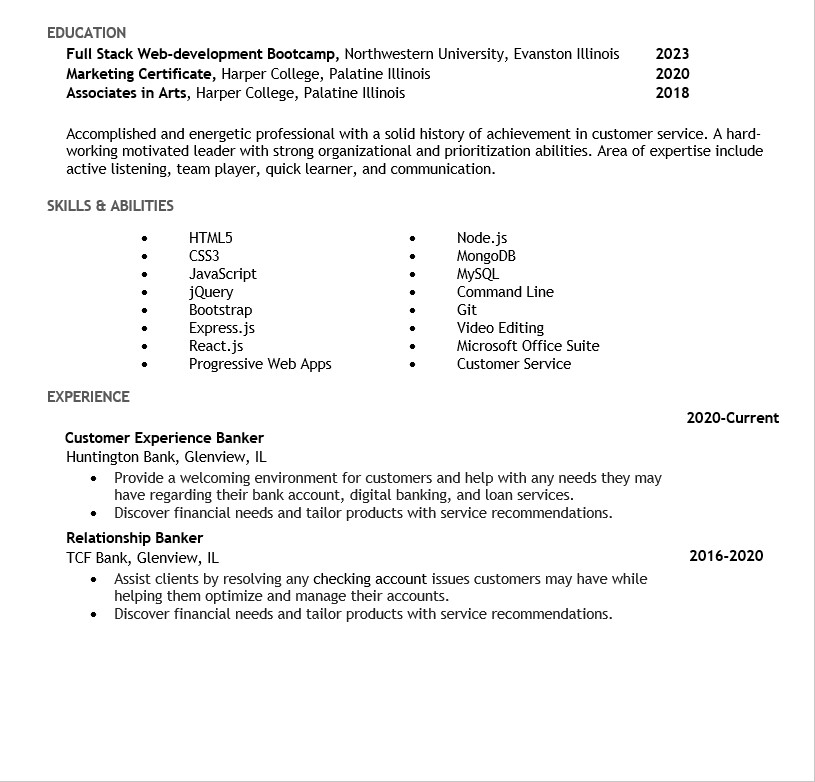 EDUCATION
Full Stack Web-development Bootcamp, Northwestern University, Evanston Illinois 2023
Marketing Certificate, Harper College, Palatine Illinois 2020
Associates in Arts, Harper College, Palatine Illinois 2018
Accomplished and energetic professional with a solid history of achievement in customer service. A hard-
working motivated leader with strong organizational and prioritization abilities. Area of expertise include
active listening, team player, quick learner, and communication.
SKILLS & ABILITIES
• HTML5
• CSS3
• JavaScript
• jQuery
• Bootstrap
• Express.js
• React.js
• Progressive Web Apps
• Node.js
• MongoDB
• MySQL
• Command Line
• Git
• Video Editing
• Microsoft Office Suite
• Customer Service
EXPERIENCE
2020-Current
Customer Experience Banker
Huntington Bank, Glenview, IL
• Provide a welcoming environment for customers and help with any needs they may
have regarding their bank account, digital banking, and loan services.
• Discover financial needs and tailor products with service recommendations.
Relationship Banker
TCF Bank, Glenview, IL 2016-2020
• Assist clients by resolving any checking account issues customers may have while
helping them optimize and manage their accounts.
• Discover financial needs and tailor products with service recommendations.